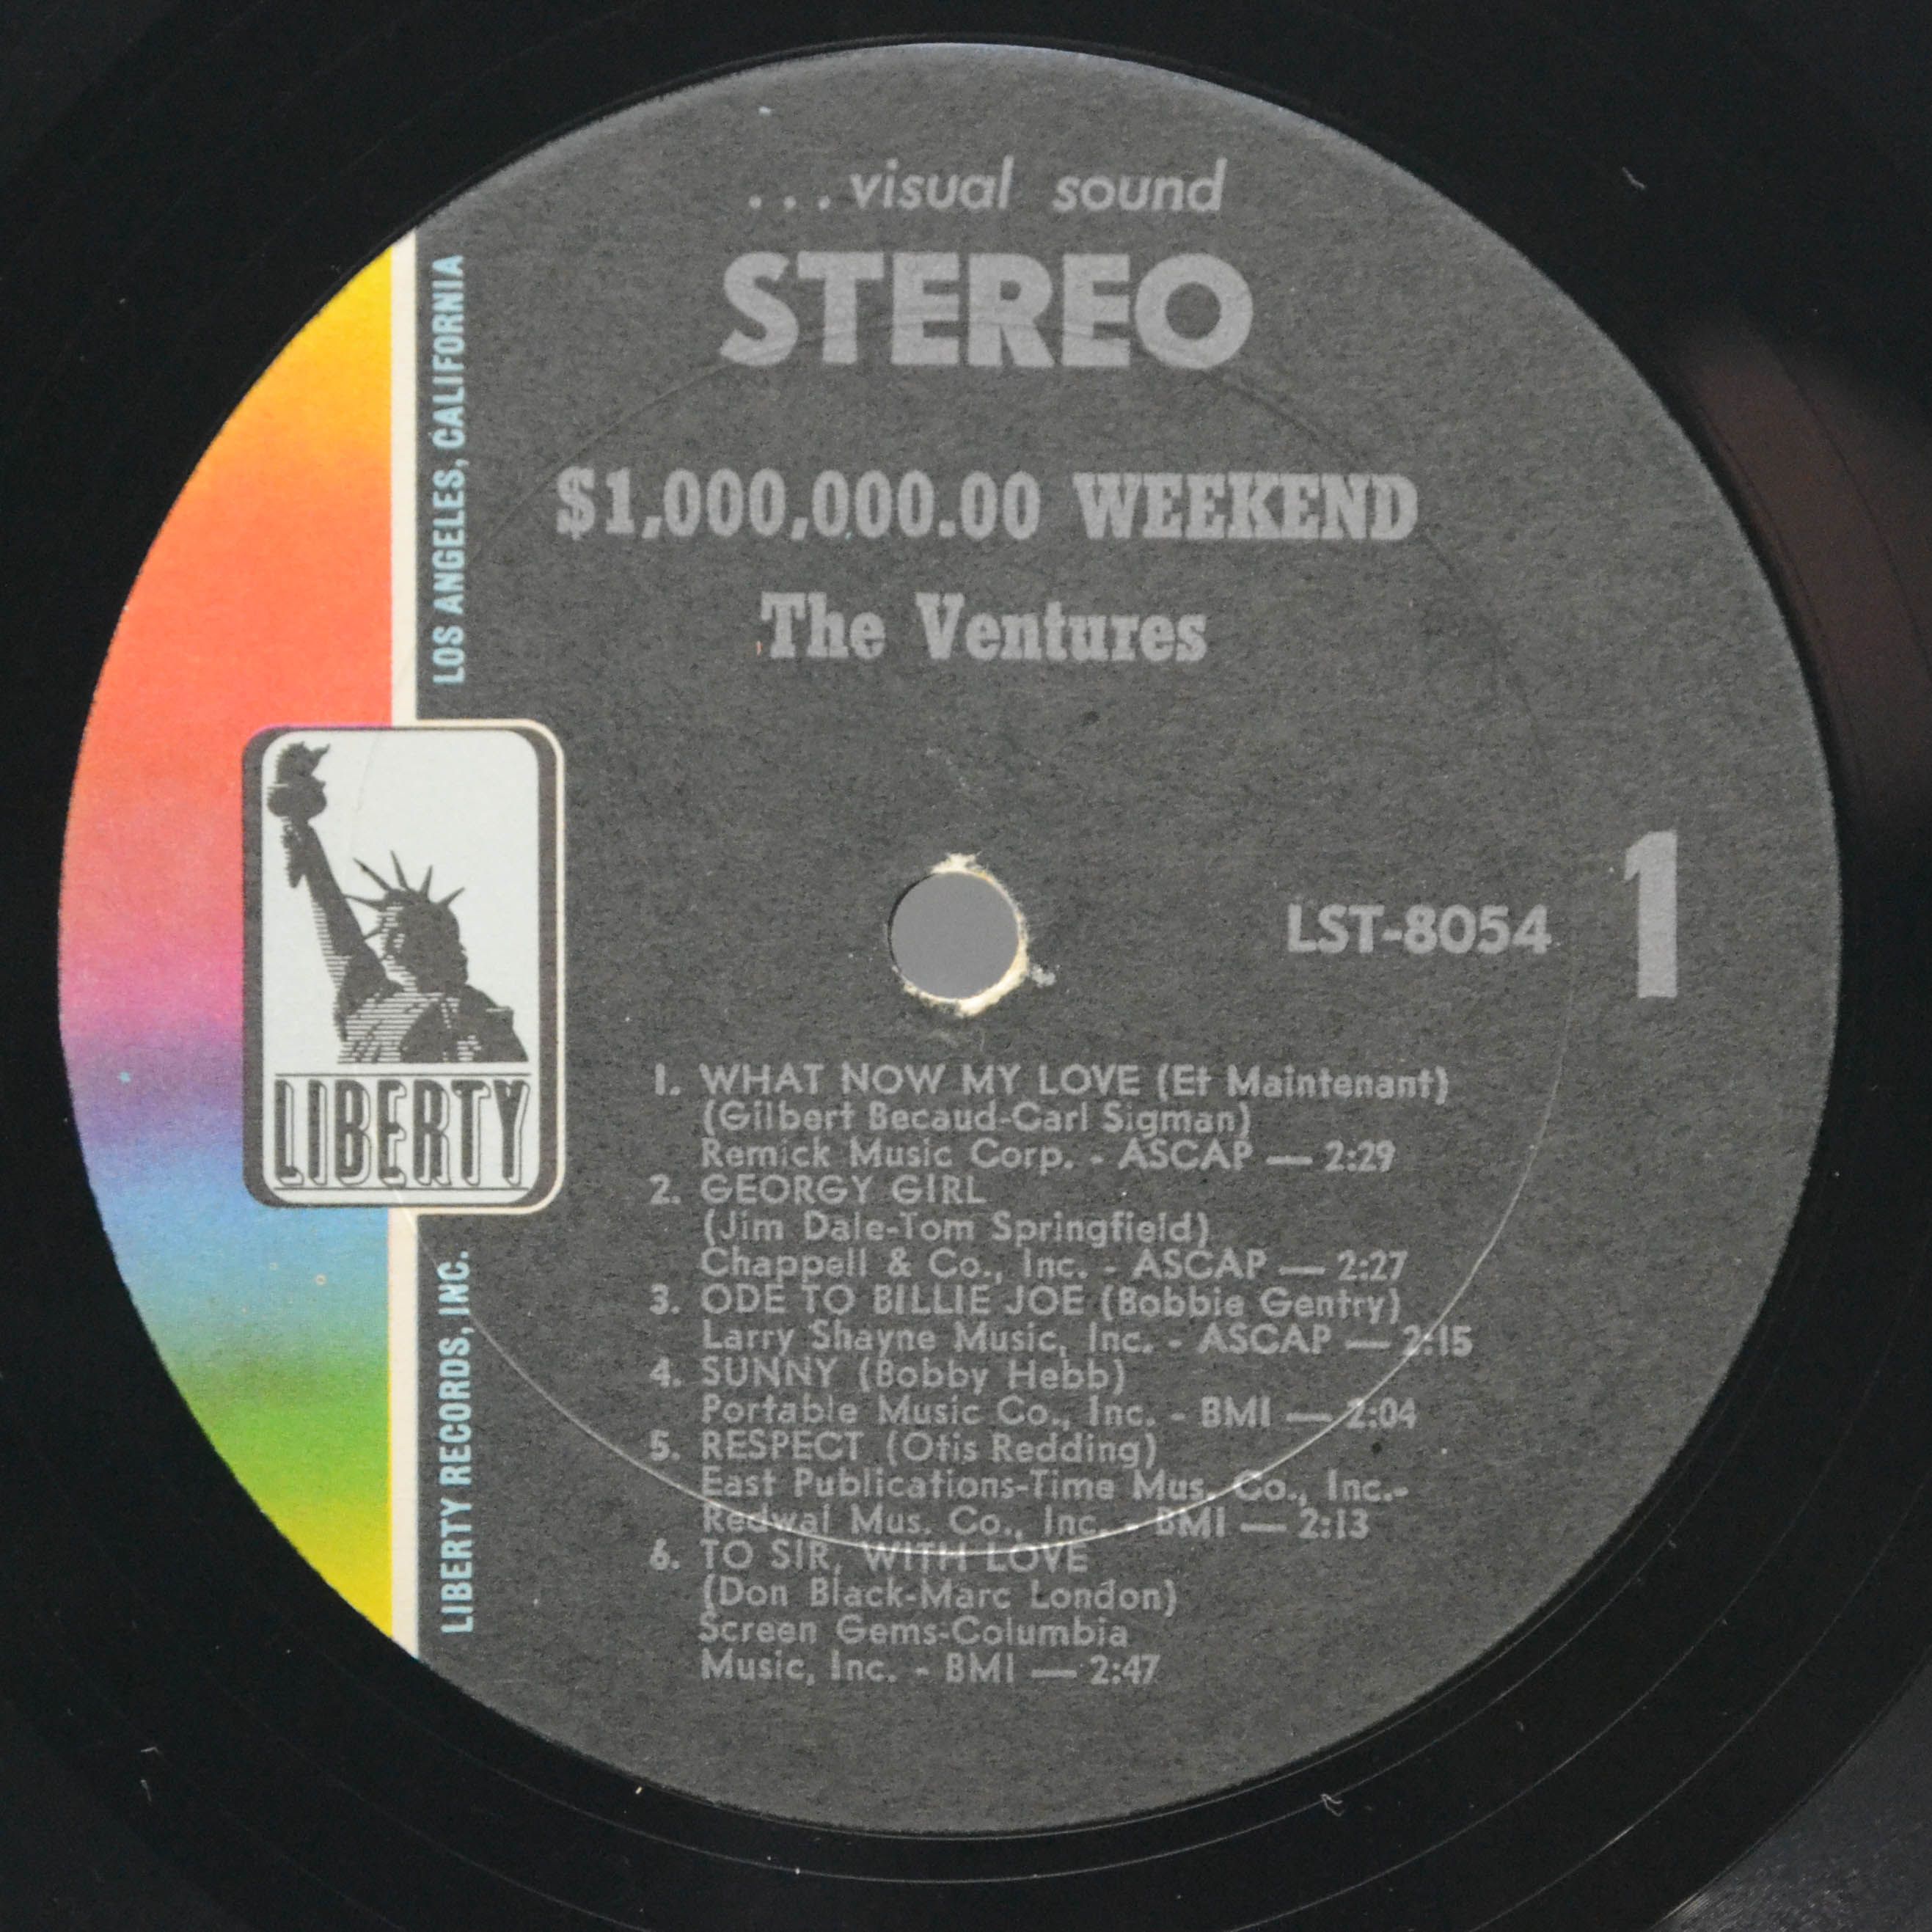 ...visual sound
STEREO
$1,000,000.00 WEEKEND
The Ventures
LOS ANGELES, CALIFORNIA
LIBERTY
LIBERTY RECORDS, INC.
LST-8054
1
1. WHAT NOW MY LOVE (Et Maintenant)
(Gilbert Becaud-Carl Sigman)
Remick Music Corp. - ASCAP — 2:29
2. GEORGY GIRL
(Jim Dale-Tom Springfield)
Chappell & Co., Inc. - ASCAP — 2:27
3. ODE TO BILLIE JOE (Bobbie Gentry)
Larry Shayne Music, Inc. - ASCAP — 2:15
4. SUNNY (Bobby Hebb)
Portable Music Co., Inc. - BMI — 2:04
5. RESPECT (Otis Redding)
East Publications-Time Mus. Co., Inc.-
Redwal Mus. Co., Inc. - BMI — 2:13
6. TO SIR, WITH LOVE
(Don Black-Marc London)
Screen Gems-Columbia
Music, Inc. - BMI — 2:47